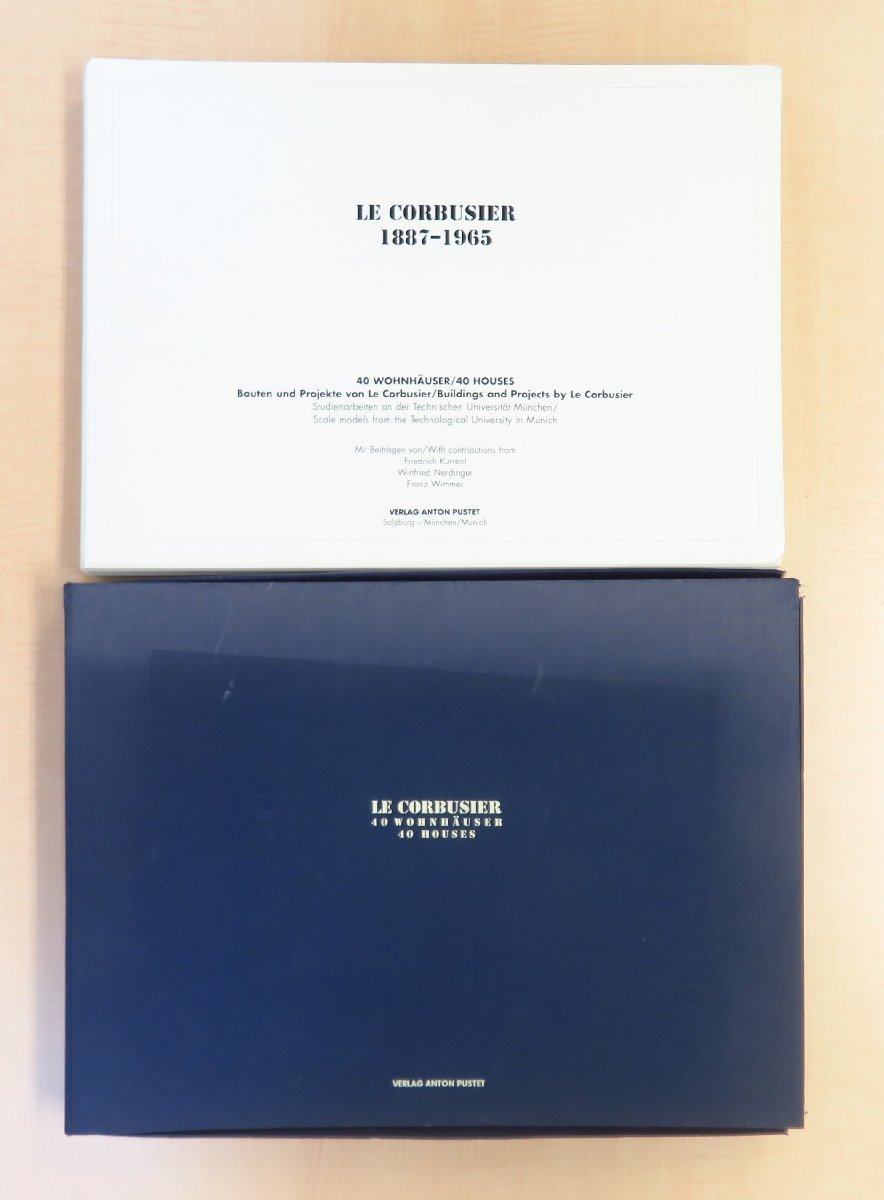 LE CORBUSIER
1887–1965
40 WOHNHÄUSER/40 HOUSES
Bauten und Projekte von Le Corbusier/Buildings and Projects by Le Corbusier
Studienarbeiten an der Technischen Universität München/
Scale models from the Technological University in Munich
Mit Beiträgen von/With contributions from
Friedrich Kurrent
Winfried Nerdinger
Franz Wimmer
VERLAG ANTON PUSTET
Salzburg – München/Munich
LE CORBUSIER
40 WOHNHÄUSER
40 HOUSES
VERLAG ANTON PUSTET